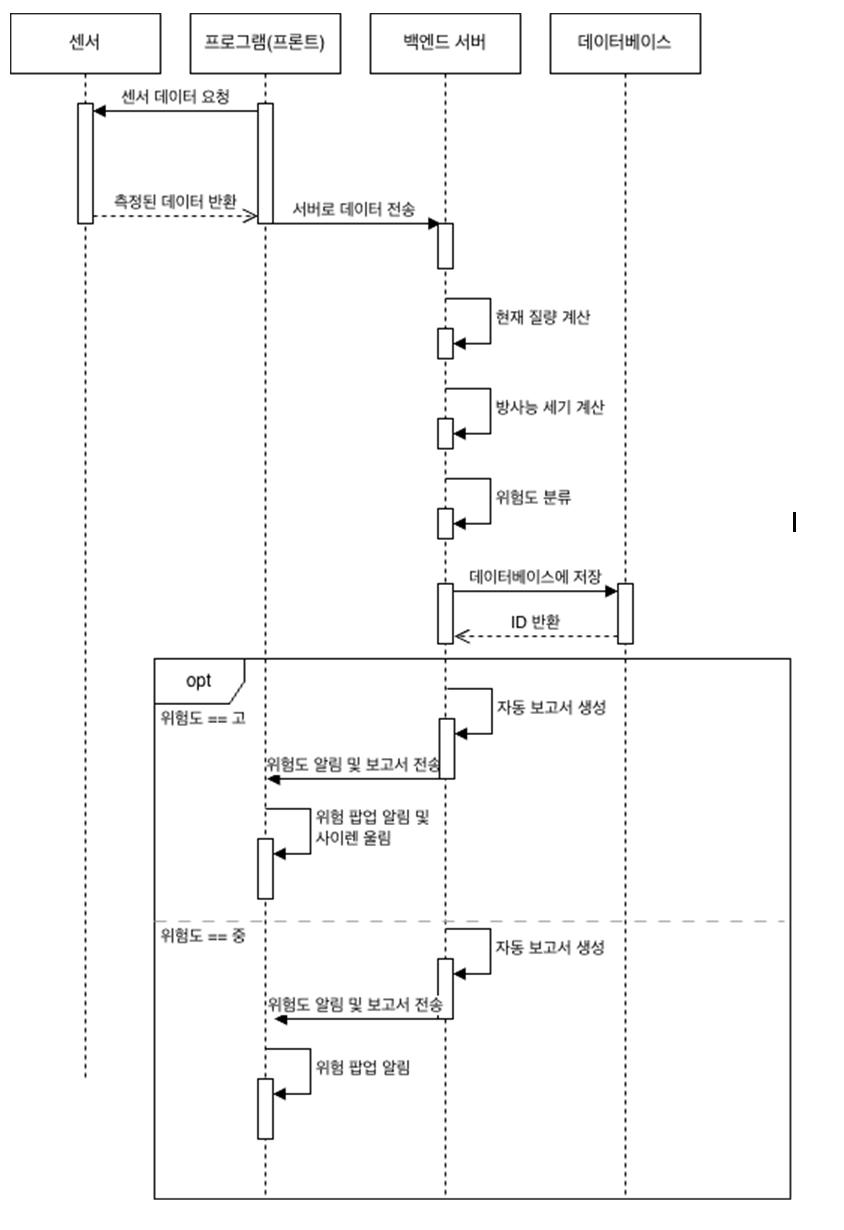 센서
프로그램(프론트)
백엔드 서버
데이터베이스
센서 데이터 요청
측정된 데이터 반환
서버로 데이터 전송
현재 질량 계산
방사능 세기 계산
위험도 분류
데이터베이스에 저장
ID 반환
opt
위험도 == 고
자동 보고서 생성
위험도 알림 및 보고서 전송
위험 팝업 알림 및
사이렌 울림
위험도 == 중
자동 보고서 생성
위험도 알림 및 보고서 전송
위험 팝업 알림